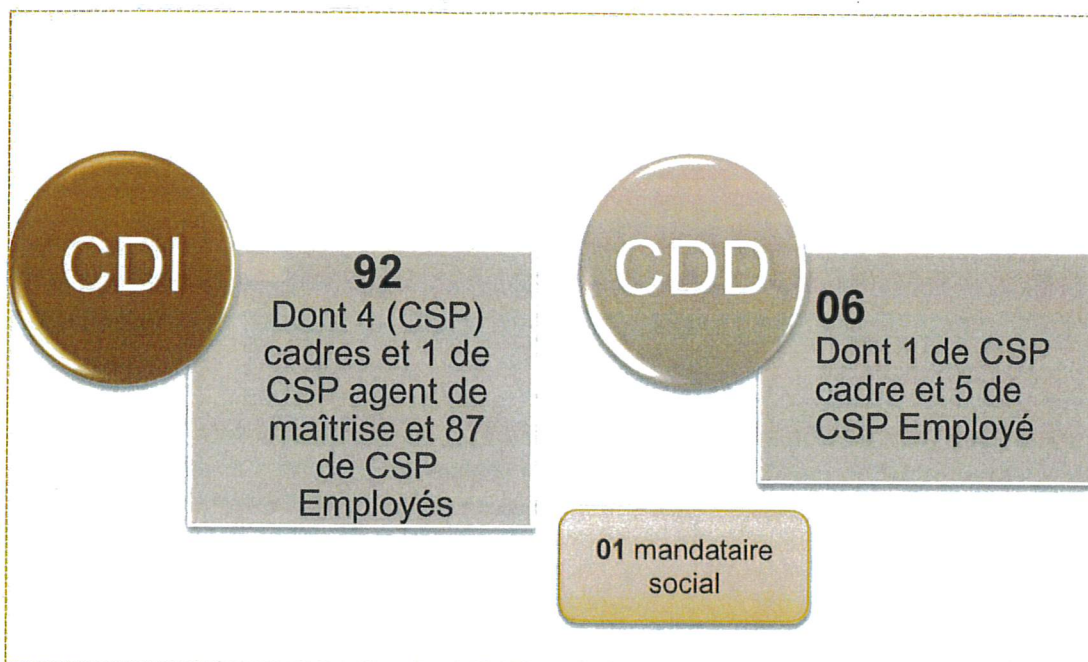 CDI
92
Dont 4 (CSP)
cadres et 1 de
CSP agent de
maîtrise et 87
de CSP
Employés
CDD
06
Dont 1 de CSP
cadre et 5 de
CSP Employé
01 mandataire
social